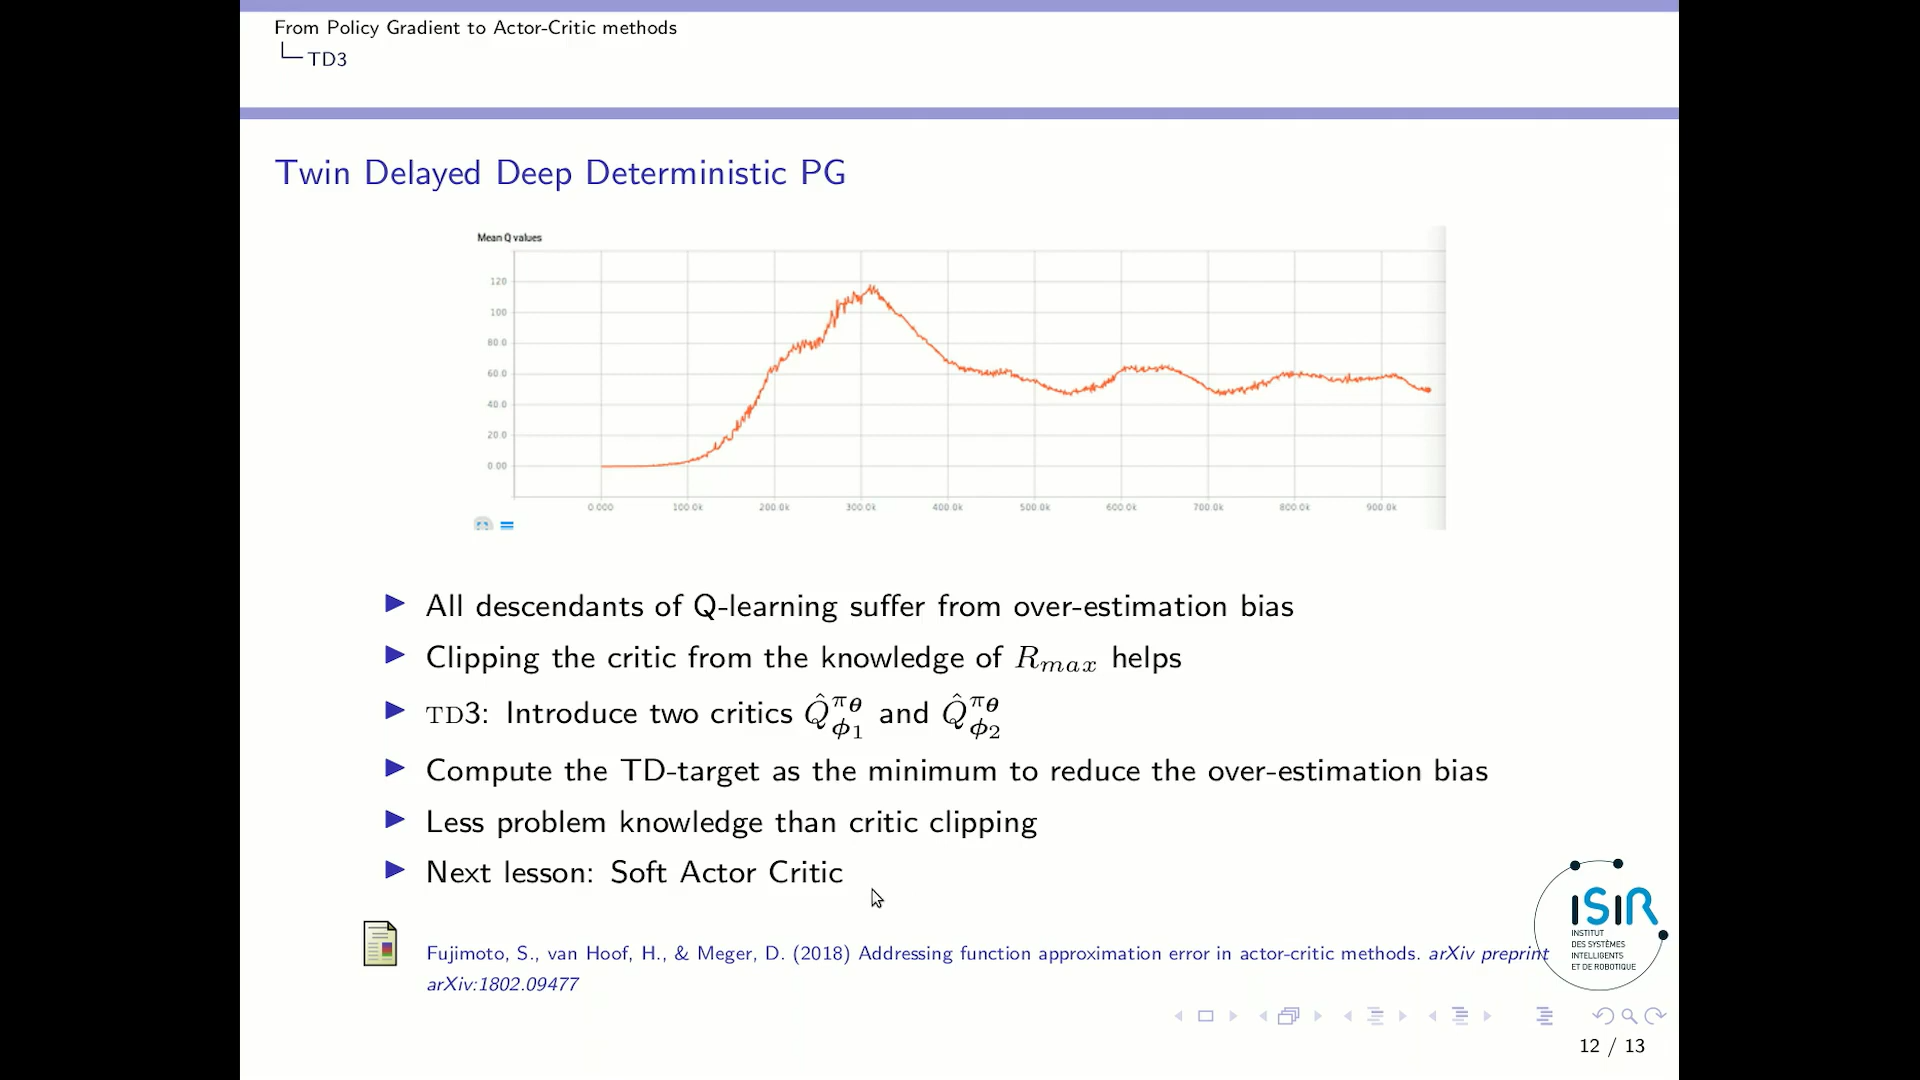 From Policy Gradient to Actor-Critic methods
TD3
Twin Delayed Deep Deterministic PG
Mean Q values
120
100
80.0
60.0
40.0
20.0
0.00
0.000 100.0k 200.0k 300.0k 400.0k 500.0k 600.0k 700.0k 800.0k 900.0k
All descendants of Q-learning suffer from over-estimation bias
Clipping the critic from the knowledge of R_max helps
TD3: Introduce two critics Q̂^{π_θ}_{ϕ_1} and Q̂^{π_θ}_{ϕ_2}
Compute the TD-target as the minimum to reduce the over-estimation bias
Less problem knowledge than critic clipping
Next lesson: Soft Actor Critic
Fujimoto, S., van Hoof, H., & Meger, D. (2018) Addressing function approximation error in actor-critic methods. arXiv preprint
arXiv:1802.09477
ISIR
INSTITUT
DES SYSTÈMES
INTELLIGENTS
ET DE ROBOTIQUE
12 / 13